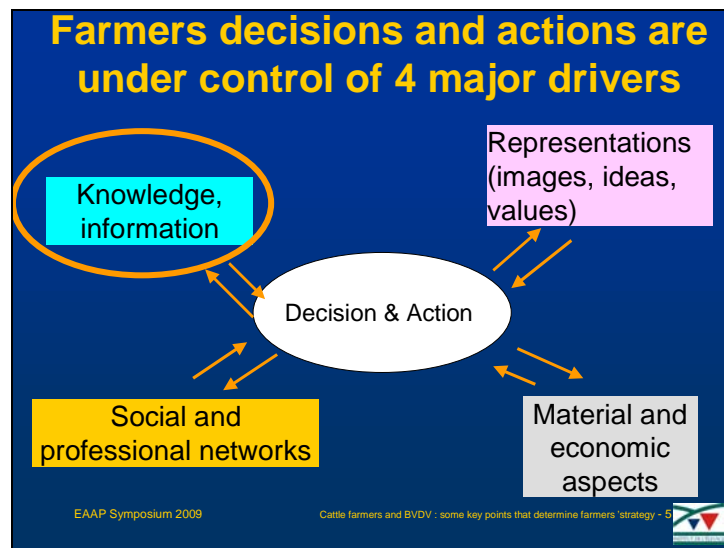 Farmers decisions and actions are
under control of 4 major drivers
Representations
(images, ideas,
values)
Knowledge,
information
Decision & Action
Social and
professional networks
Material and
economic
aspects
EAAP Symposium 2009
Cattle farmers and BVDV : some key points that determine farmers 'strategy - 5